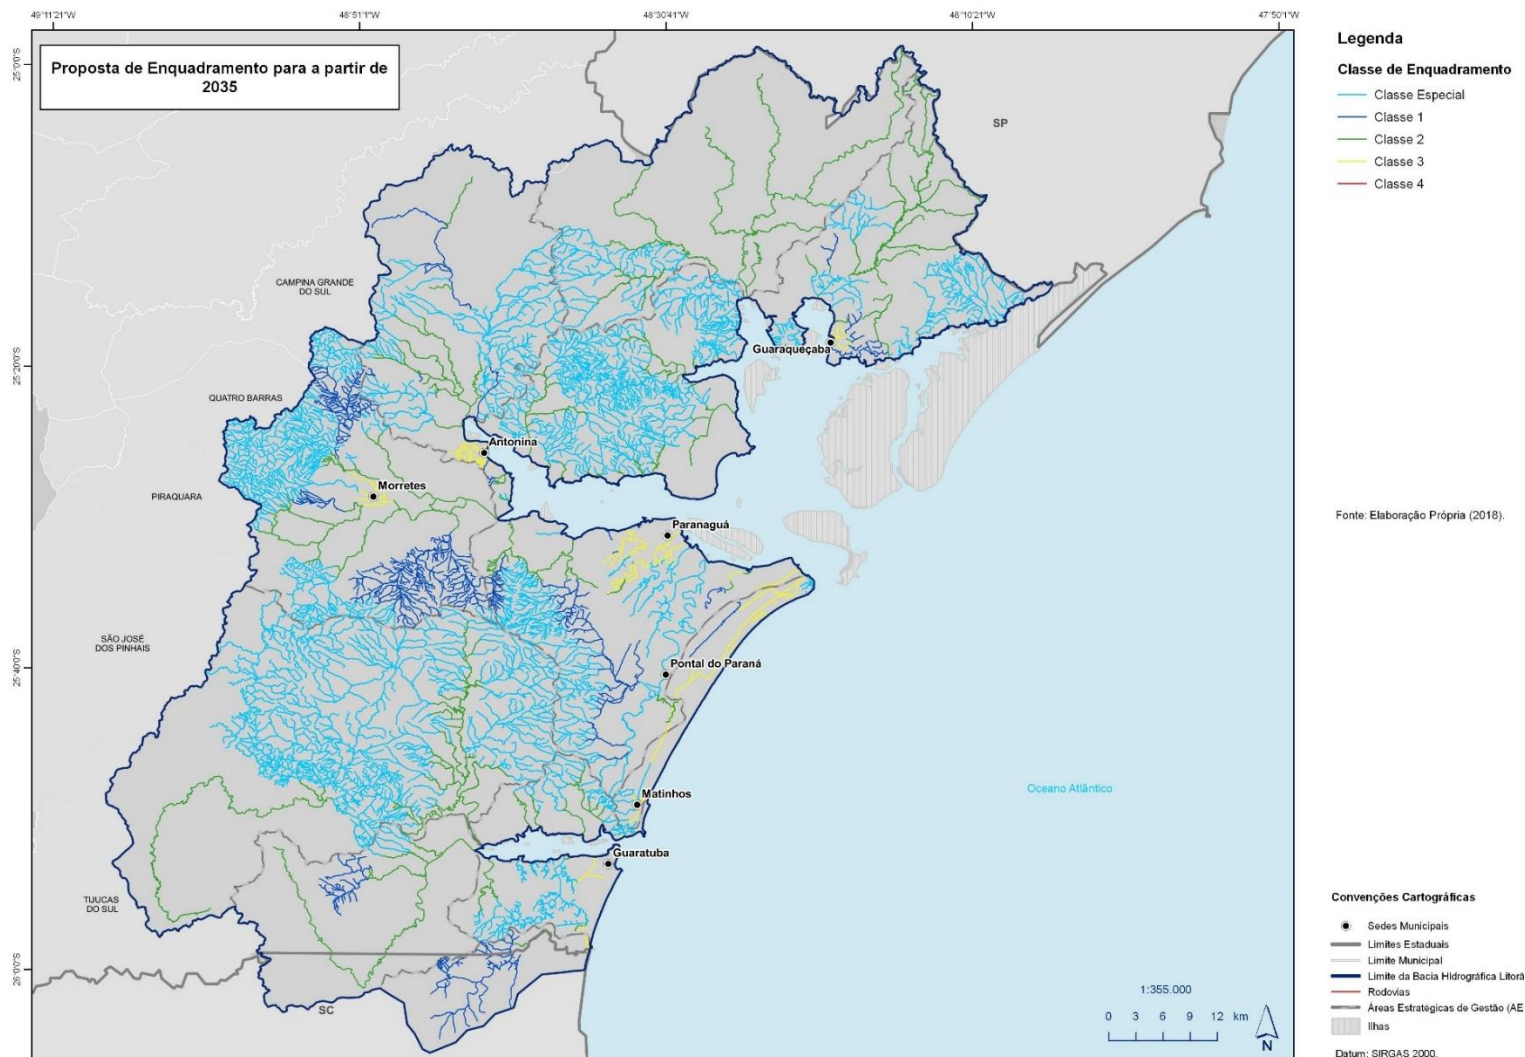 49°11'21"W
48°51'1"W
48°30'41"W
48°10'21"W
47°50'1"W
25°0'0"S
25°20'0"S
25°40'0"S
26°0'0"S
Proposta de Enquadramento para a partir de
2035
SP
CAMPINA GRANDE
DO SUL
Guaraqueçaba
QUATRO BARRAS
Antonina
PIRAQUARA
Morretes
Paranaguá
SÃO JOSÉ
DOS PINHAIS
Pontal do Paraná
Oceano Atlântico
Matinhos
Guaratuba
TIJUCAS
DO SUL
SC
1:355.000
0 3 6 9 12 km
N
Legenda
Classe de Enquadramento
Classe Especial
Classe 1
Classe 2
Classe 3
Classe 4
Fonte: Elaboração Própria (2018).
Convenções Cartográficas
Sedes Municipais
Limites Estaduais
Limite Municipal
Limite da Bacia Hidrográfica Litorâ
Rodovias
Áreas Estratégicas de Gestão (AE
Ilhas
Datum: SIRGAS 2000.